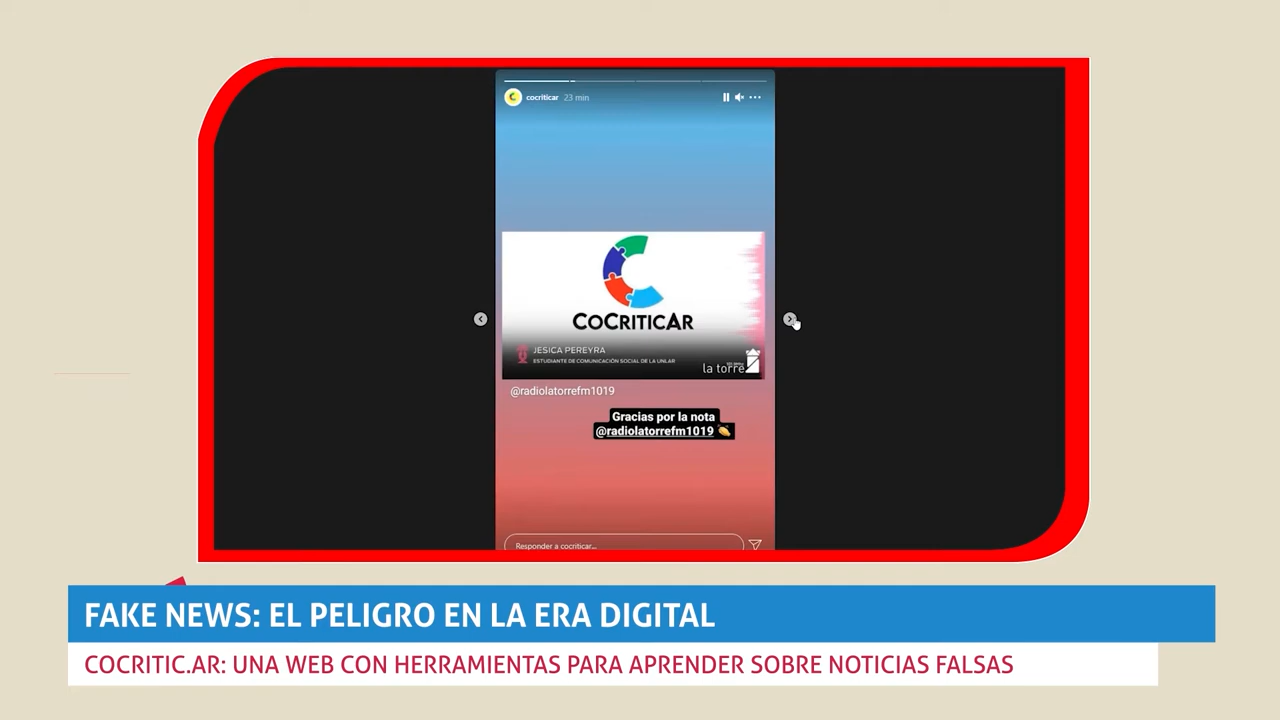 cocriticar 23 min
COCRITICAR
JESICA PEREYRA
ESTUDIANTE DE COMUNICACIÓN SOCIAL DE LA UNLAR
la torre
@radiolatorrefm1019
Gracias por la nota
@radiolatorrefm1019
Responder a cocriticar...
FAKE NEWS: EL PELIGRO EN LA ERA DIGITAL
COCRITIC.AR: UNA WEB CON HERRAMIENTAS PARA APRENDER SOBRE NOTICIAS FALSAS